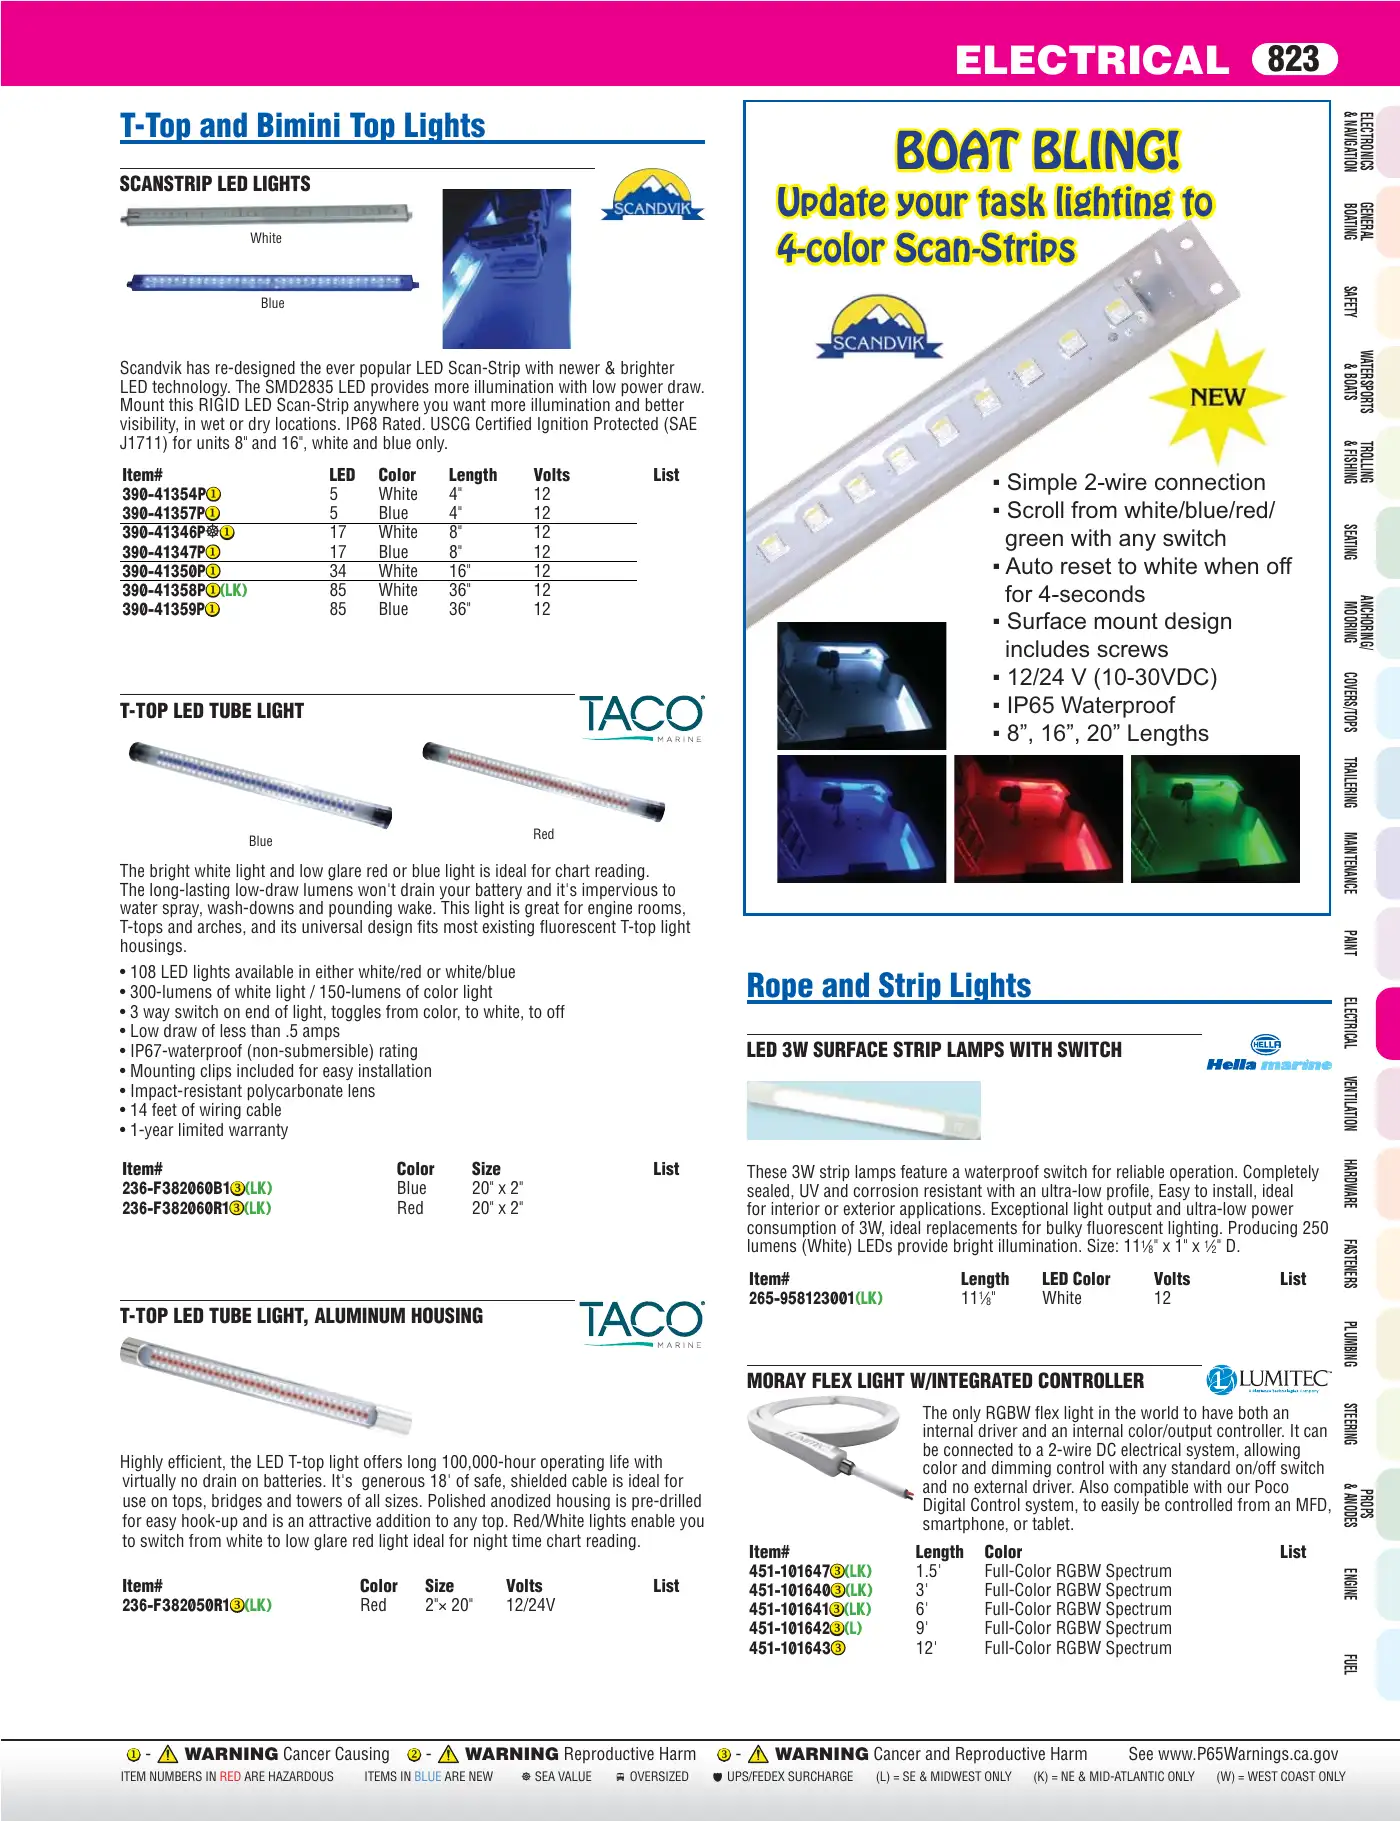 ELECTRICAL 823
T-Top and Bimini Top Lights
SCANSTRIP LED LIGHTS
SCANDVIK
White
Blue
Scandvik has re-designed the ever popular LED Scan-Strip with newer & brighter
LED technology. The SMD2835 LED provides more illumination with low power draw.
Mount this RIGID LED Scan-Strip anywhere you want more illumination and better
visibility, in wet or dry locations. IP68 Rated. USCG Certified Ignition Protected (SAE
J1711) for units 8" and 16", white and blue only.
Item# LED Color Length Volts List
390-41354P① 5 White 4" 12
390-41357P① 5 Blue 4" 12
390-41346P☸① 17 White 8" 12
390-41347P① 17 Blue 8" 12
390-41350P① 34 White 16" 12
390-41358P①(LK) 85 White 36" 12
390-41359P① 85 Blue 36" 12
T-TOP LED TUBE LIGHT
TACO®
MARINE
Blue
Red
The bright white light and low glare red or blue light is ideal for chart reading.
The long-lasting low-draw lumens won't drain your battery and it's impervious to
water spray, wash-downs and pounding wake. This light is great for engine rooms,
T-tops and arches, and its universal design fits most existing fluorescent T-top light
housings.
• 108 LED lights available in either white/red or white/blue
• 300-lumens of white light / 150-lumens of color light
• 3 way switch on end of light, toggles from color, to white, to off
• Low draw of less than .5 amps
• IP67-waterproof (non-submersible) rating
• Mounting clips included for easy installation
• Impact-resistant polycarbonate lens
• 14 feet of wiring cable
• 1-year limited warranty
Item# Color Size List
236-F382060B1③(LK) Blue 20" x 2"
236-F382060R1③(LK) Red 20" x 2"
T-TOP LED TUBE LIGHT, ALUMINUM HOUSING
TACO®
MARINE
Highly efficient, the LED T-top light offers long 100,000-hour operating life with
virtually no drain on batteries. It's  generous 18' of safe, shielded cable is ideal for
use on tops, bridges and towers of all sizes. Polished anodized housing is pre-drilled
for easy hook-up and is an attractive addition to any top. Red/White lights enable you
to switch from white to low glare red light ideal for night time chart reading.
Item# Color Size Volts List
236-F382050R1③(LK) Red 2"× 20" 12/24V
BOAT BLING!
Update your task lighting to
4-color Scan-Strips
SCANDVIK
NEW
▪ Simple 2-wire connection
▪ Scroll from white/blue/red/
green with any switch
▪ Auto reset to white when off
for 4-seconds
▪ Surface mount design
includes screws
▪ 12/24 V (10-30VDC)
▪ IP65 Waterproof
▪ 8”, 16”, 20” Lengths
Rope and Strip Lights
LED 3W SURFACE STRIP LAMPS WITH SWITCH
HELLA
Hella marine
These 3W strip lamps feature a waterproof switch for reliable operation. Completely
sealed, UV and corrosion resistant with an ultra-low profile, Easy to install, ideal
for interior or exterior applications. Exceptional light output and ultra-low power
consumption of 3W, ideal replacements for bulky fluorescent lighting. Producing 250
lumens (White) LEDs provide bright illumination. Size: 11⅛" x 1" x ½" D.
Item# Length LED Color Volts List
265-958123001(LK) 11⅛" White 12
MORAY FLEX LIGHT W/INTEGRATED CONTROLLER
LUMITEC™
LUMITEC
The only RGBW flex light in the world to have both an
internal driver and an internal color/output controller. It can
be connected to a 2-wire DC electrical system, allowing
color and dimming control with any standard on/off switch
and no external driver. Also compatible with our Poco
Digital Control system, to easily be controlled from an MFD,
smartphone, or tablet.
Item# Length Color List
451-101647③(LK) 1.5' Full-Color RGBW Spectrum
451-101640③(LK) 3' Full-Color RGBW Spectrum
451-101641③(LK) 6' Full-Color RGBW Spectrum
451-101642③(L) 9' Full-Color RGBW Spectrum
451-101643③ 12' Full-Color RGBW Spectrum
ELECTRONICS
& NAVIGATION
GENERAL
BOATING
SAFETY
WATERSPORTS
& BOATS
TROLLING
& FISHING
SEATING
ANCHORING/
MOORING
COVERS/TOPS
TRAILERING
MAINTENANCE
PAINT
ELECTRICAL
VENTILATION
HARDWARE
FASTENERS
PLUMBING
STEERING
PROPS
& ANODES
ENGINE
FUEL
① - ⚠ WARNING Cancer Causing ② - ⚠ WARNING Reproductive Harm ③ - ⚠ WARNING Cancer and Reproductive Harm See www.P65Warnings.ca.gov
ITEM NUMBERS IN RED ARE HAZARDOUS ITEMS IN BLUE ARE NEW ☸ SEA VALUE OVERSIZED UPS/FEDEX SURCHARGE (L) = SE & MIDWEST ONLY (K) = NE & MID-ATLANTIC ONLY (W) = WEST COAST ONLY